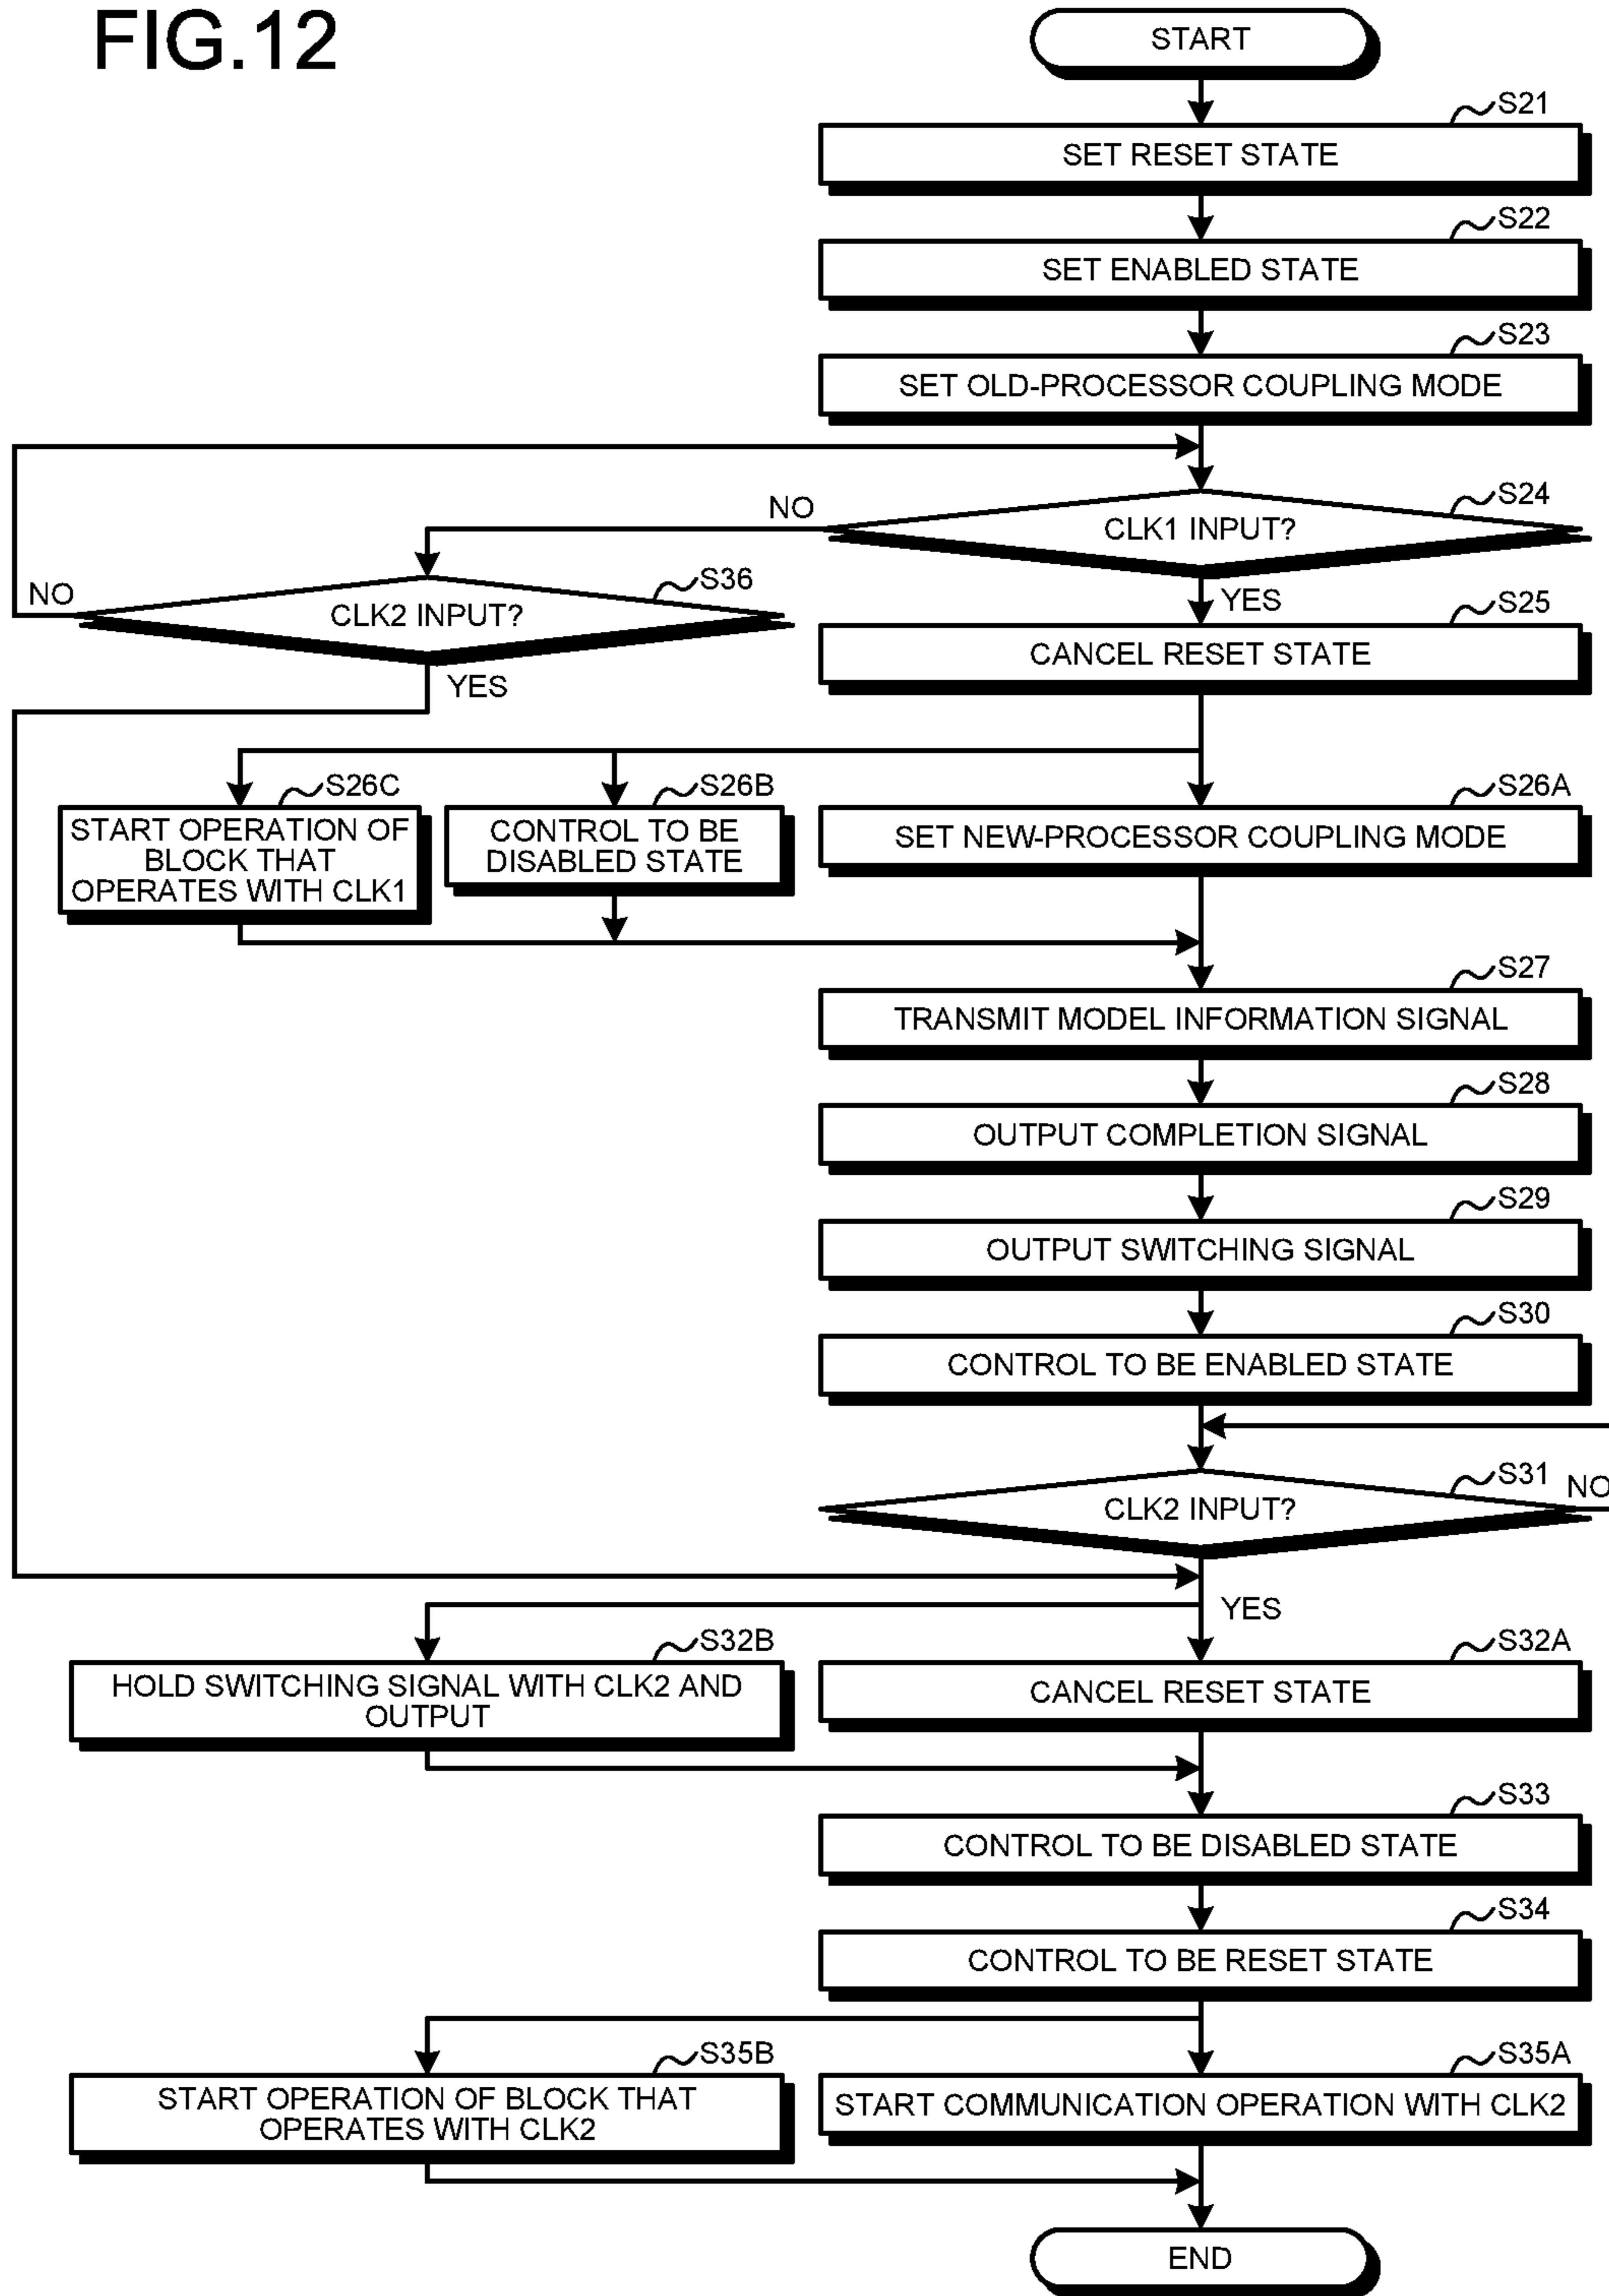 FIG.12
START
S21
SET RESET STATE
S22
SET ENABLED STATE
S23
SET OLD-PROCESSOR COUPLING MODE
S24
NO
CLK1 INPUT?
S36
NO
CLK2 INPUT?
YES
YES
S25
CANCEL RESET STATE
S26C
START OPERATION OF
BLOCK THAT
OPERATES WITH CLK1
S26B
CONTROL TO BE
DISABLED STATE
S26A
SET NEW-PROCESSOR COUPLING MODE
S27
TRANSMIT MODEL INFORMATION SIGNAL
S28
OUTPUT COMPLETION SIGNAL
S29
OUTPUT SWITCHING SIGNAL
S30
CONTROL TO BE ENABLED STATE
S31
NO
CLK2 INPUT?
YES
S32B
HOLD SWITCHING SIGNAL WITH CLK2 AND
OUTPUT
S32A
CANCEL RESET STATE
S33
CONTROL TO BE DISABLED STATE
S34
CONTROL TO BE RESET STATE
S35B
START OPERATION OF BLOCK THAT
OPERATES WITH CLK2
S35A
START COMMUNICATION OPERATION WITH CLK2
END